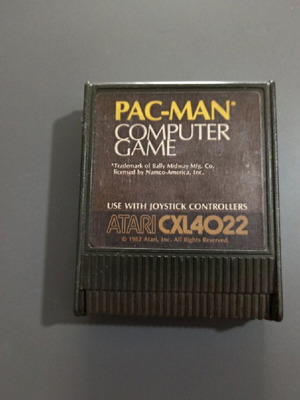 PAC-MAN*
COMPUTER
GAME
*Trademark of Bally Midway Mfg. Co.
licensed by Namco-America, Inc.
USE WITH JOYSTICK CONTROLLERS
ATARI CXL4022
© 1982 Atari, Inc. All Rights Reserved.